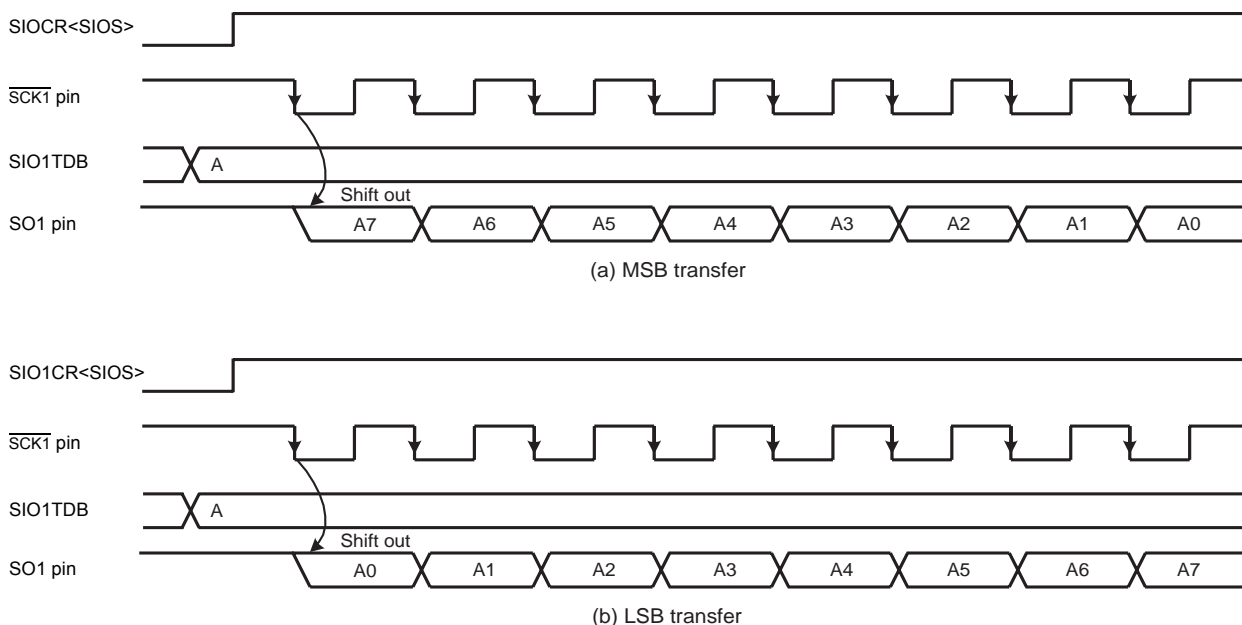 SIOCR<SIOS>
SCK1 pin
SIO1TDB
A
Shift out
SO1 pin
A7 A6 A5 A4 A3 A2 A1 A0
(a) MSB transfer
SIO1CR<SIOS>
SCK1 pin
SIO1TDB
A
Shift out
SO1 pin
A0 A1 A2 A3 A4 A5 A6 A7
(b) LSB transfer